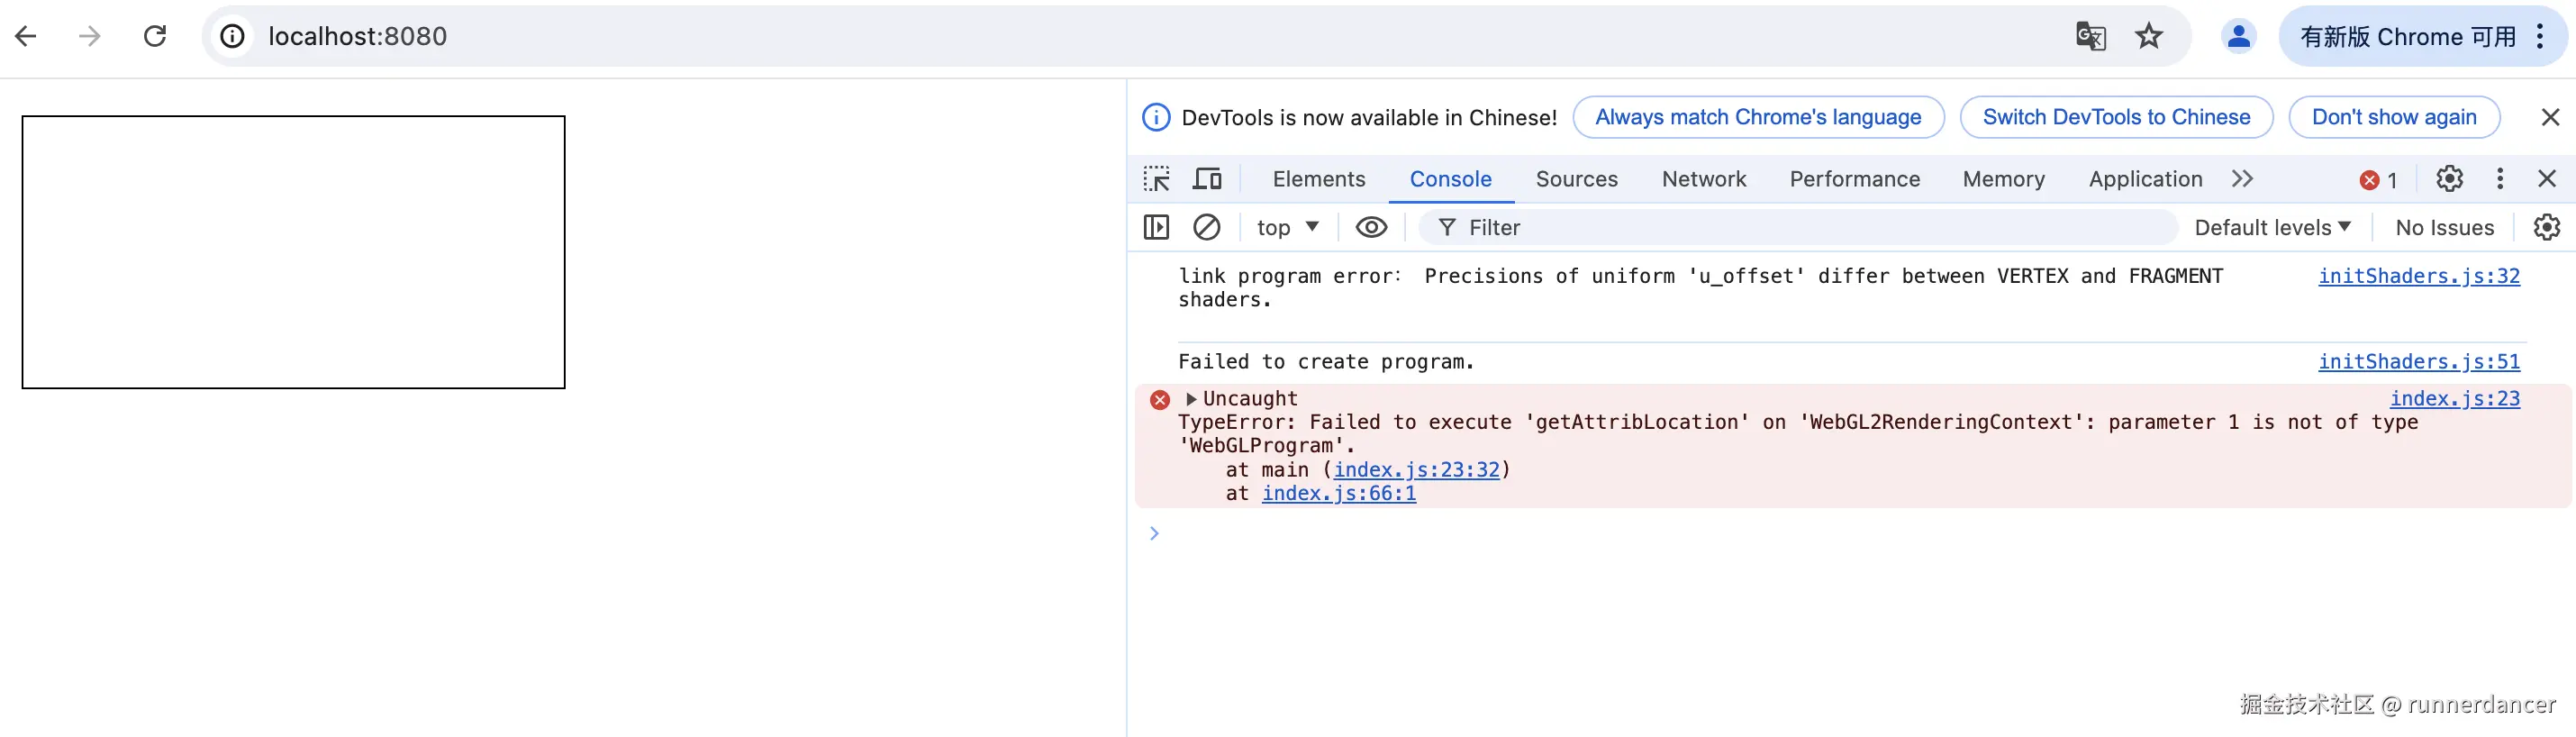 localhost:8080
有新版 Chrome 可用
DevTools is now available in Chinese! Always match Chrome's language Switch DevTools to Chinese Don't show again
Elements Console Sources Network Performance Memory Application 1
top Filter Default levels No Issues
link program error: Precisions of uniform 'u_offset' differ between VERTEX and FRAGMENT initShaders.js:32
shaders.
Failed to create program. initShaders.js:51
Uncaught index.js:23
TypeError: Failed to execute 'getAttribLocation' on 'WebGL2RenderingContext': parameter 1 is not of type
'WebGLProgram'.
at main (index.js:23:32)
at index.js:66:1
掘金技术社区 @ runnerdancer